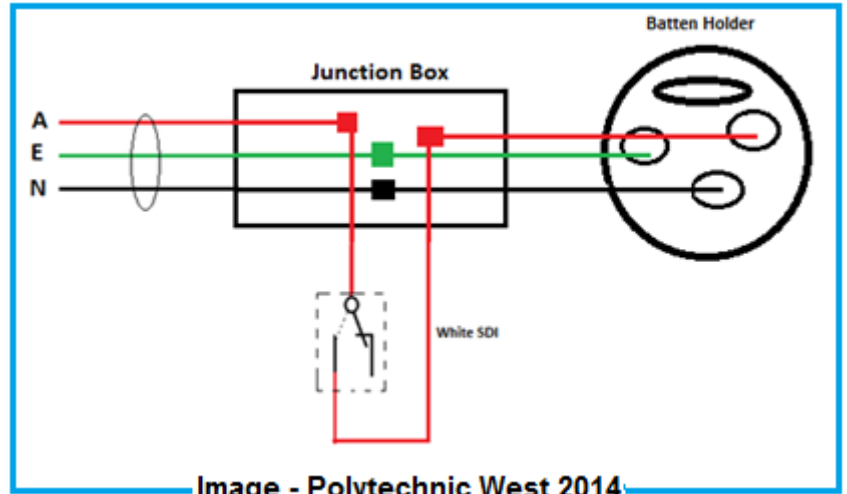 Batten Holder
Junction Box
A
E
N
White SDI
Image - Polytechnic West 2014